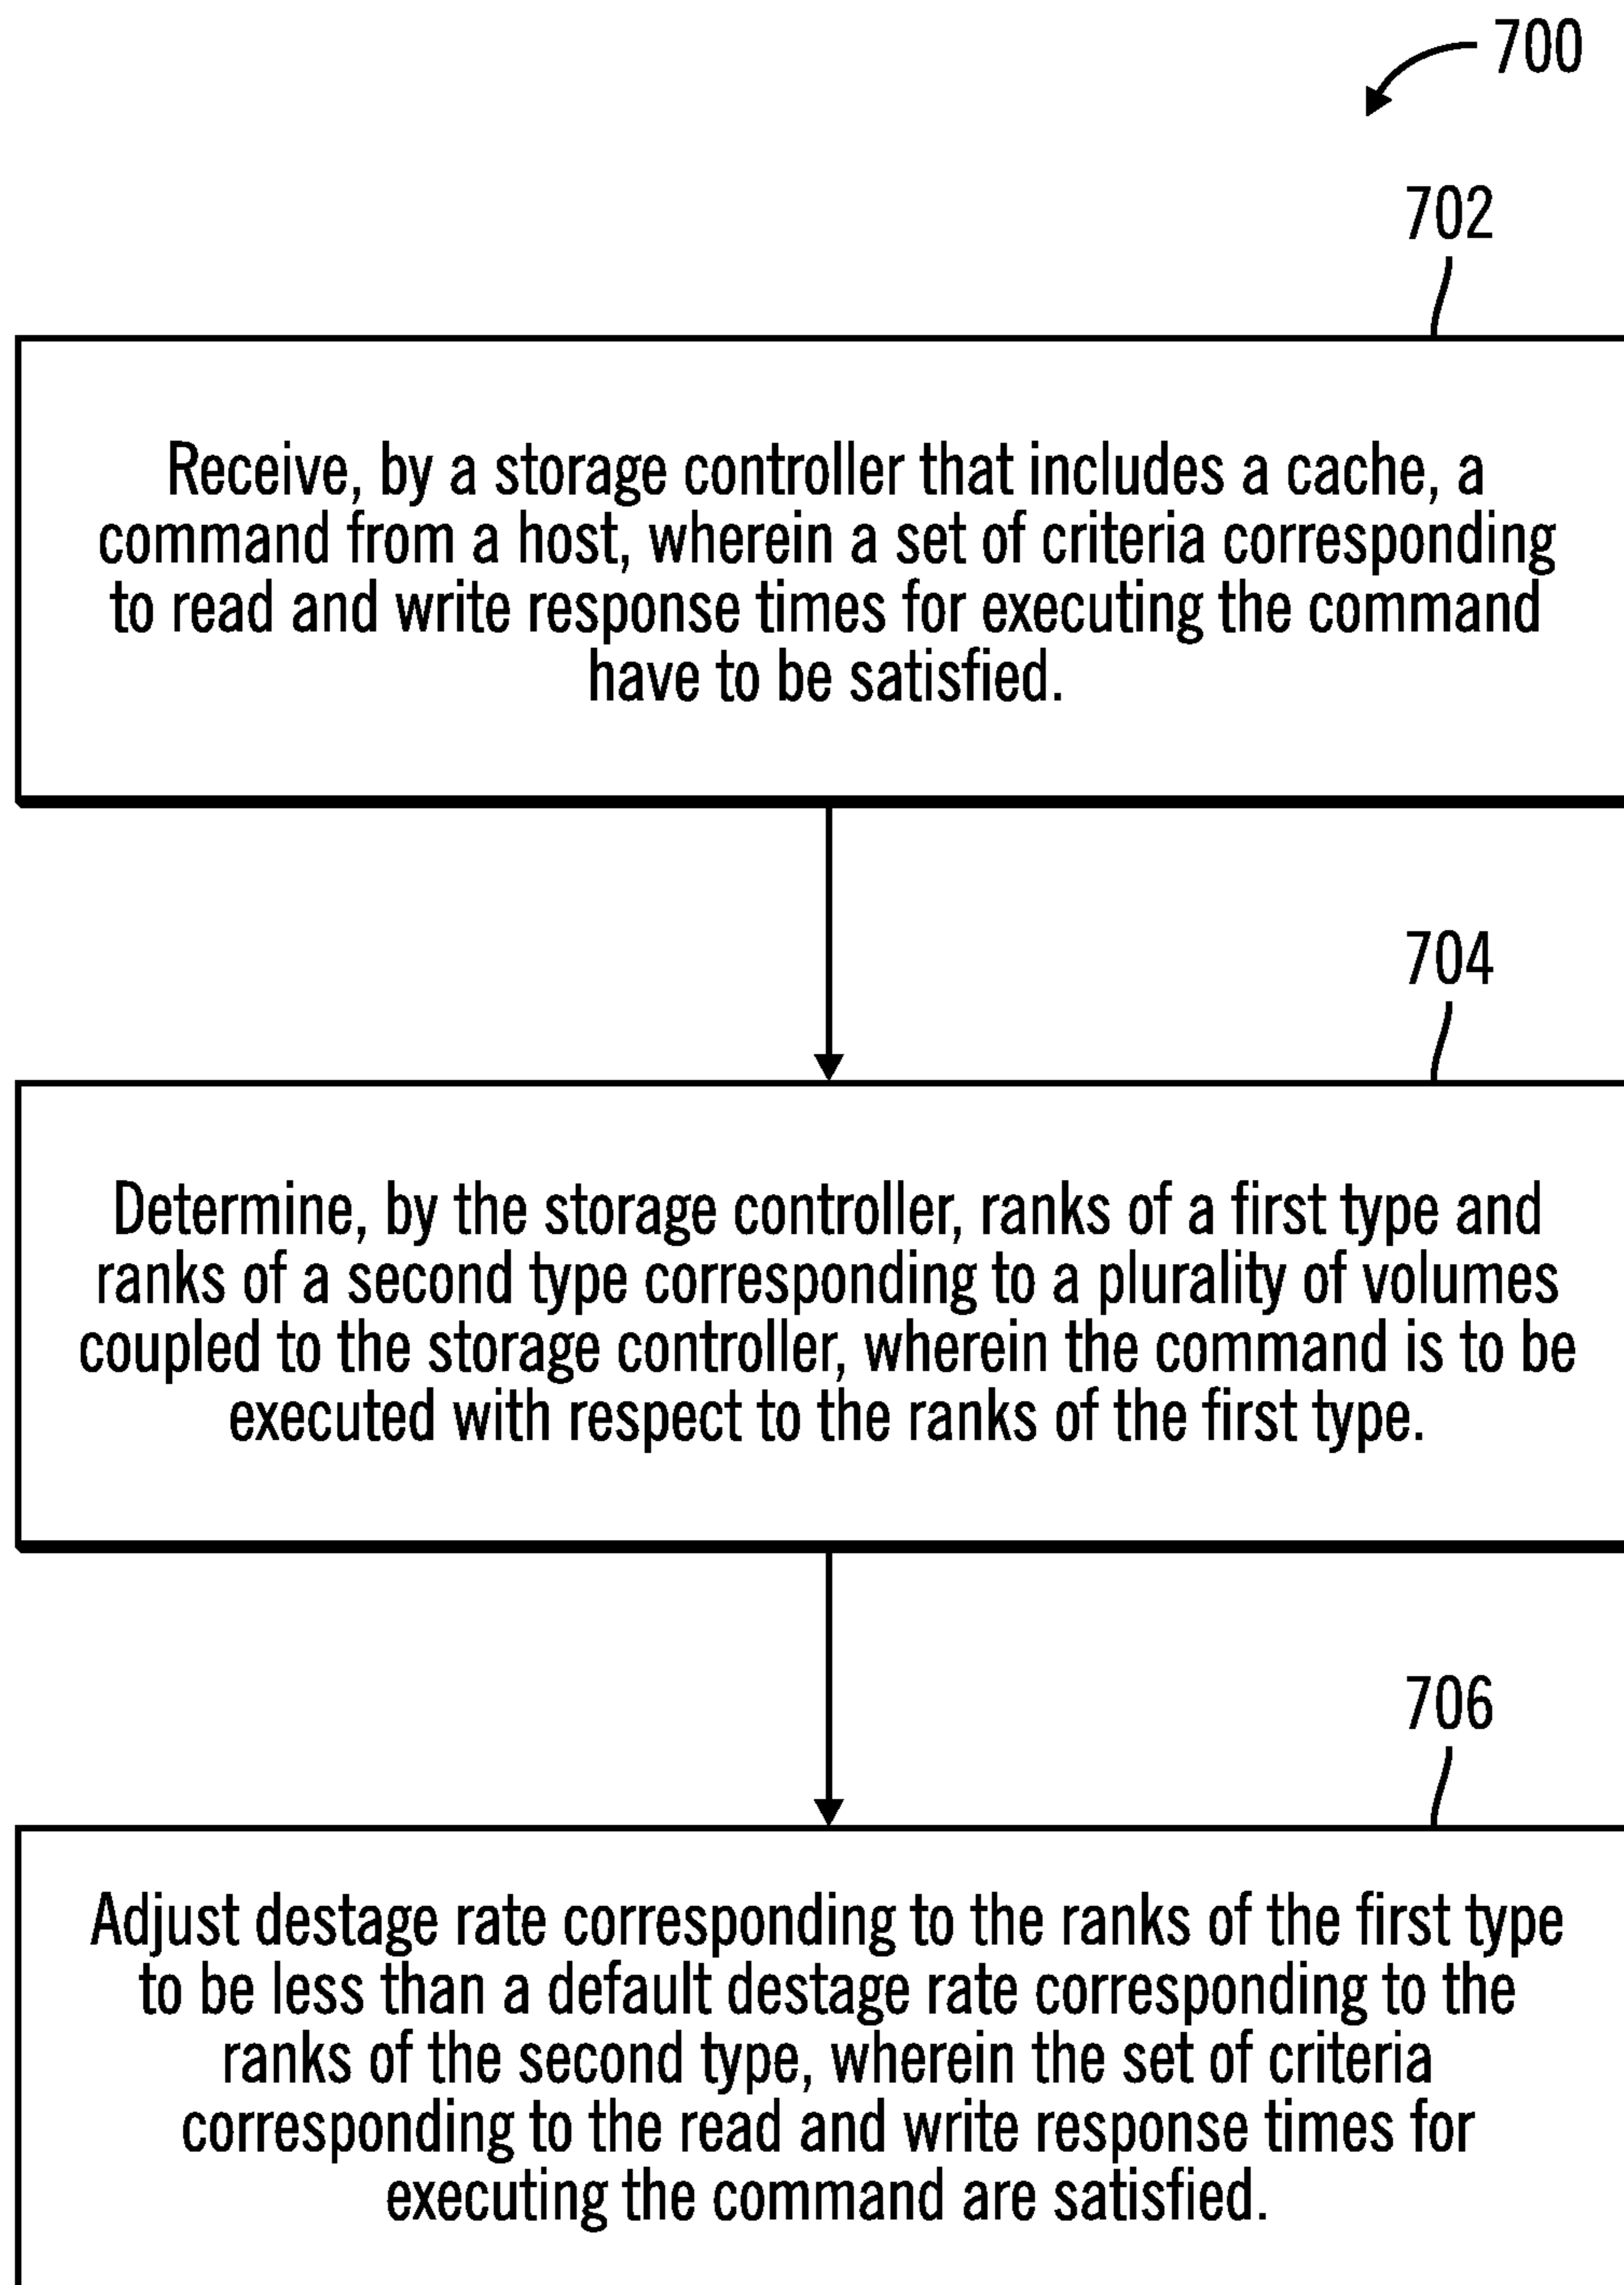 700
702
Receive, by a storage controller that includes a cache, a
command from a host, wherein a set of criteria corresponding
to read and write response times for executing the command
have to be satisfied.
704
Determine, by the storage controller, ranks of a first type and
ranks of a second type corresponding to a plurality of volumes
coupled to the storage controller, wherein the command is to be
executed with respect to the ranks of the first type.
706
Adjust destage rate corresponding to the ranks of the first type
to be less than a default destage rate corresponding to the
ranks of the second type, wherein the set of criteria
corresponding to the read and write response times for
executing the command are satisfied.